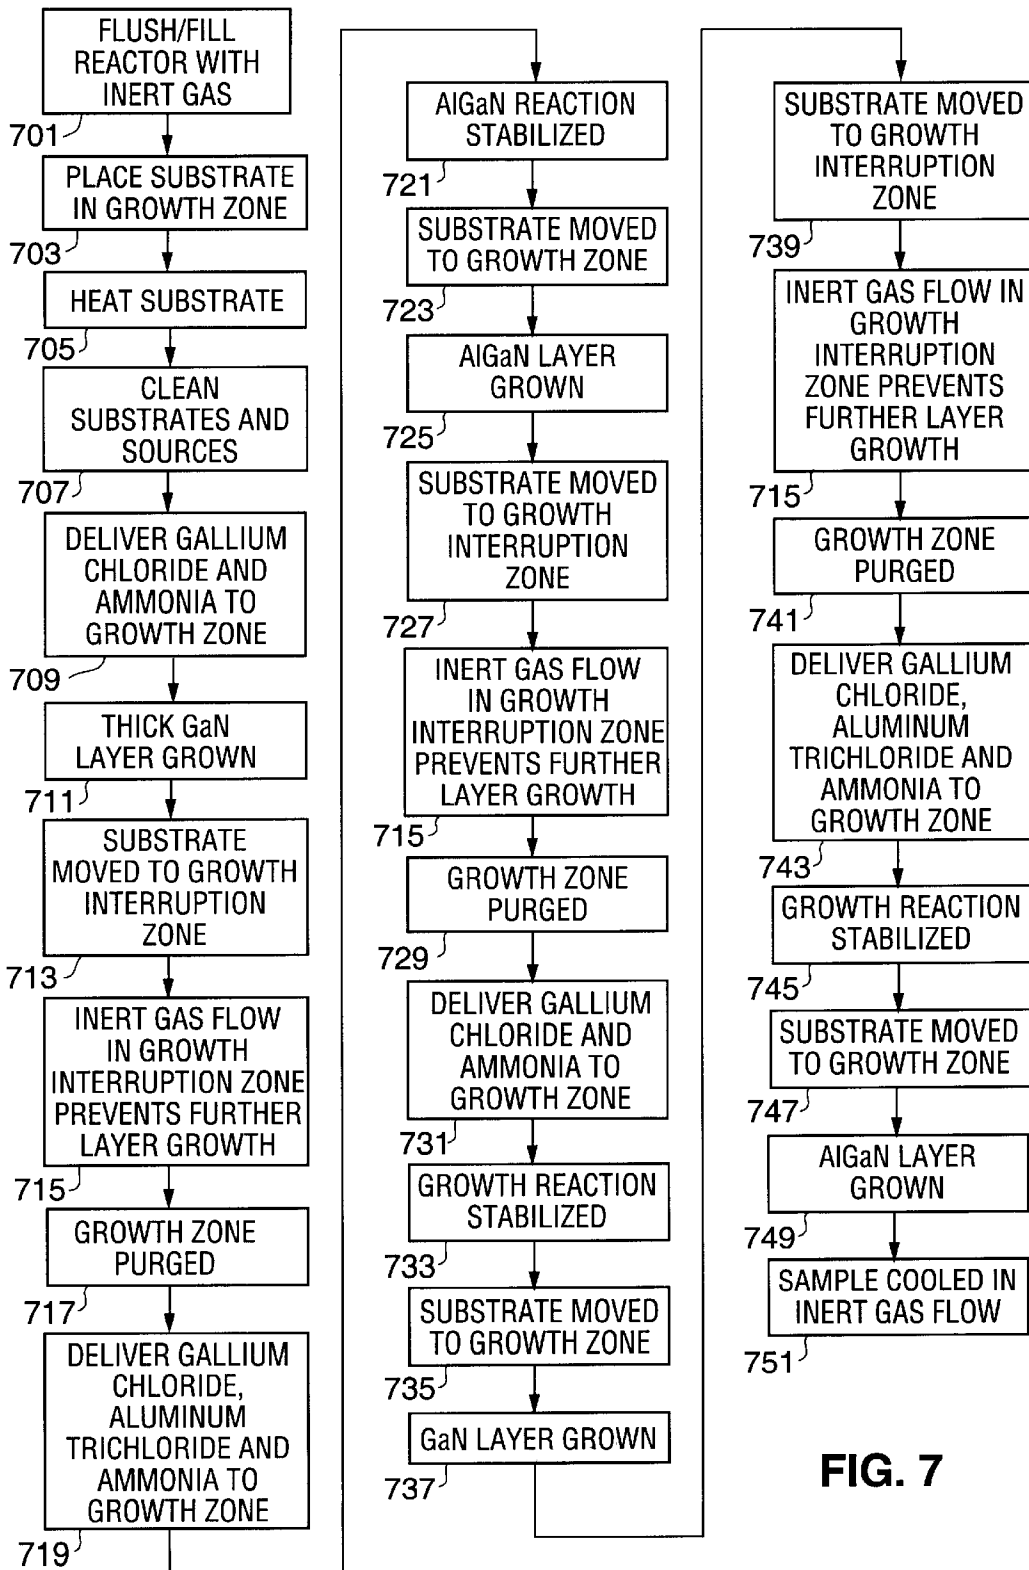 FLUSH/FILL
REACTOR WITH
INERT GAS
701
PLACE SUBSTRATE
IN GROWTH ZONE
703
HEAT SUBSTRATE
705
CLEAN
SUBSTRATES AND
SOURCES
707
DELIVER GALLIUM
CHLORIDE AND
AMMONIA TO
GROWTH ZONE
709
THICK GaN
LAYER GROWN
711
SUBSTRATE
MOVED TO GROWTH
INTERRUPTION
ZONE
713
INERT GAS FLOW
IN GROWTH
INTERRUPTION ZONE
PREVENTS FURTHER
LAYER GROWTH
715
GROWTH ZONE
PURGED
717
DELIVER GALLIUM
CHLORIDE,
ALUMINUM
TRICHLORIDE AND
AMMONIA TO
GROWTH ZONE
719
AlGaN REACTION
STABILIZED
721
SUBSTRATE MOVED
TO GROWTH ZONE
723
AlGaN LAYER
GROWN
725
SUBSTRATE MOVED
TO GROWTH
INTERRUPTION
ZONE
727
INERT GAS FLOW
IN GROWTH
INTERRUPTION ZONE
PREVENTS FURTHER
LAYER GROWTH
715
GROWTH ZONE
PURGED
729
DELIVER GALLIUM
CHLORIDE AND
AMMONIA TO
GROWTH ZONE
731
GROWTH REACTION
STABILIZED
733
SUBSTRATE MOVED
TO GROWTH ZONE
735
GaN LAYER GROWN
737
SUBSTRATE MOVED
TO GROWTH
INTERRUPTION
ZONE
739
INERT GAS FLOW IN
GROWTH
INTERRUPTION
ZONE PREVENTS
FURTHER LAYER
GROWTH
715
GROWTH ZONE
PURGED
741
DELIVER GALLIUM
CHLORIDE,
ALUMINUM
TRICHLORIDE AND
AMMONIA TO
GROWTH ZONE
743
GROWTH REACTION
STABILIZED
745
SUBSTRATE MOVED
TO GROWTH ZONE
747
AlGaN LAYER
GROWN
749
SAMPLE COOLED IN
INERT GAS FLOW
751
FIG. 7